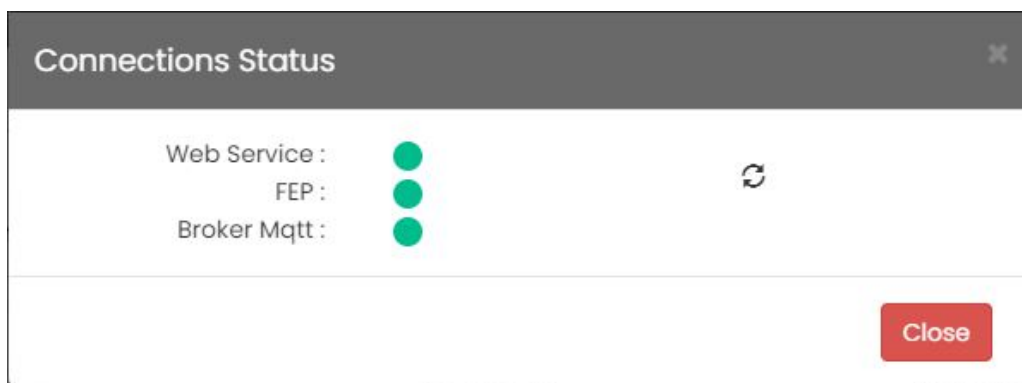 Connections Status
Web Service :
FEP :
Broker Mqtt :
Close